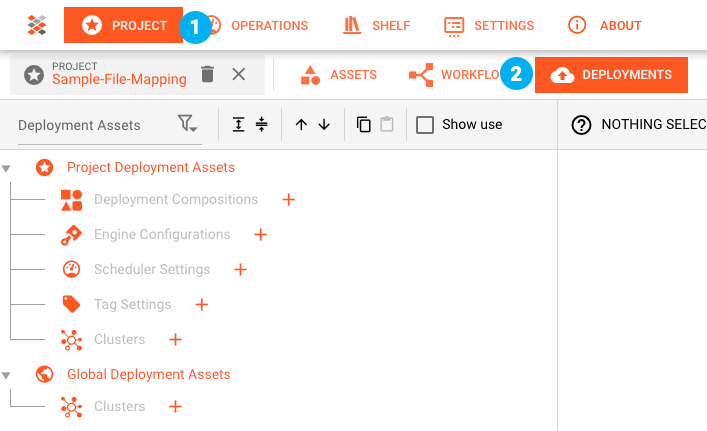 PROJECT
1
OPERATIONS
SHELF
SETTINGS
ABOUT
PROJECT
Sample-File-Mapping
ASSETS
WORKFLO
2
DEPLOYMENTS
Deployment Assets
Show use
NOTHING SELEC
Project Deployment Assets
Deployment Compositions
Engine Configurations
Scheduler Settings
Tag Settings
Clusters
Global Deployment Assets
Clusters